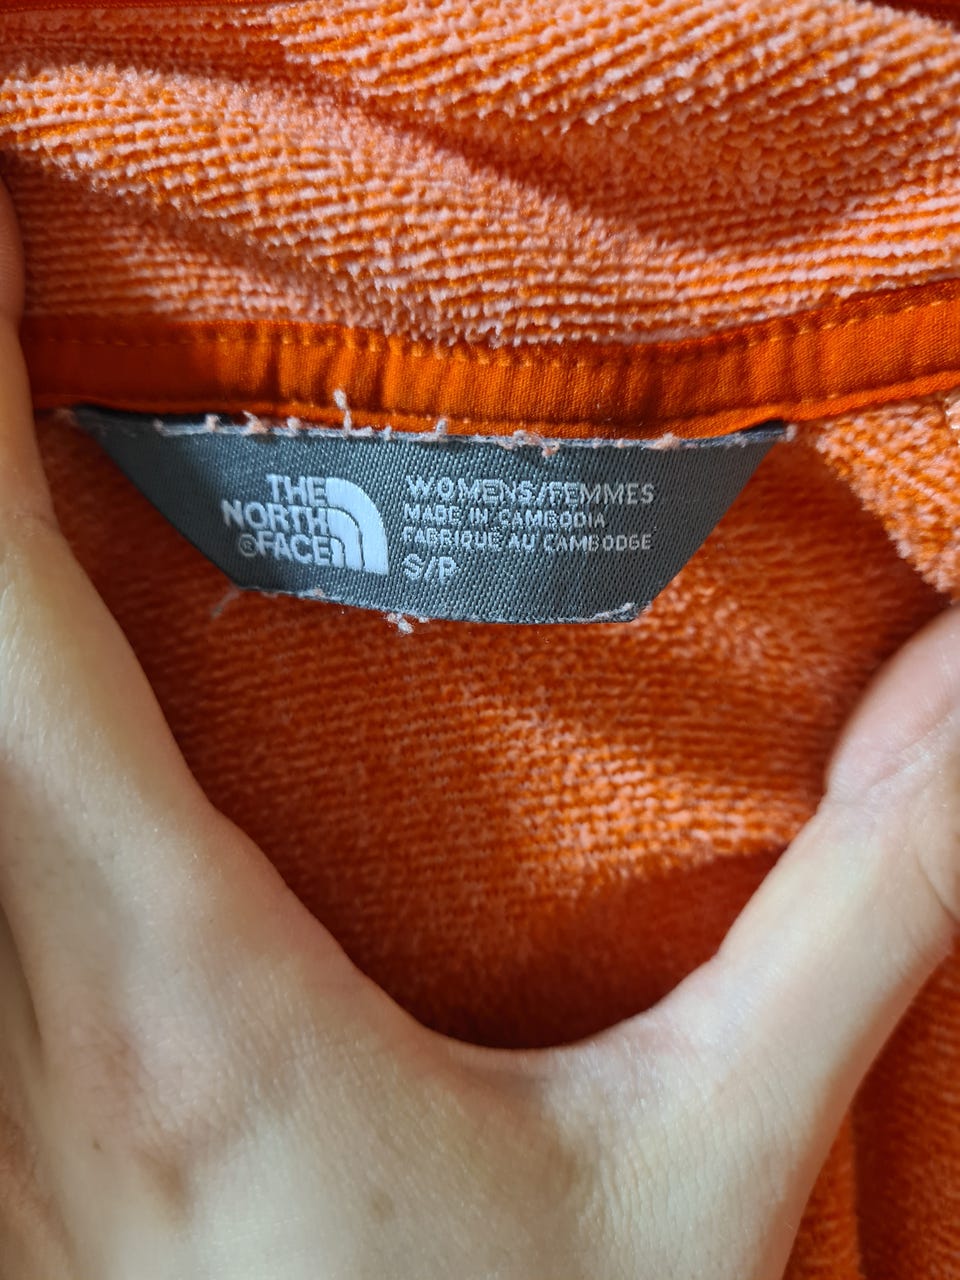 THE
NORTH
®FACE
WOMENS/FEMMES
MADE IN CAMBODIA
FABRIQUE AU CAMBODGE
S/P